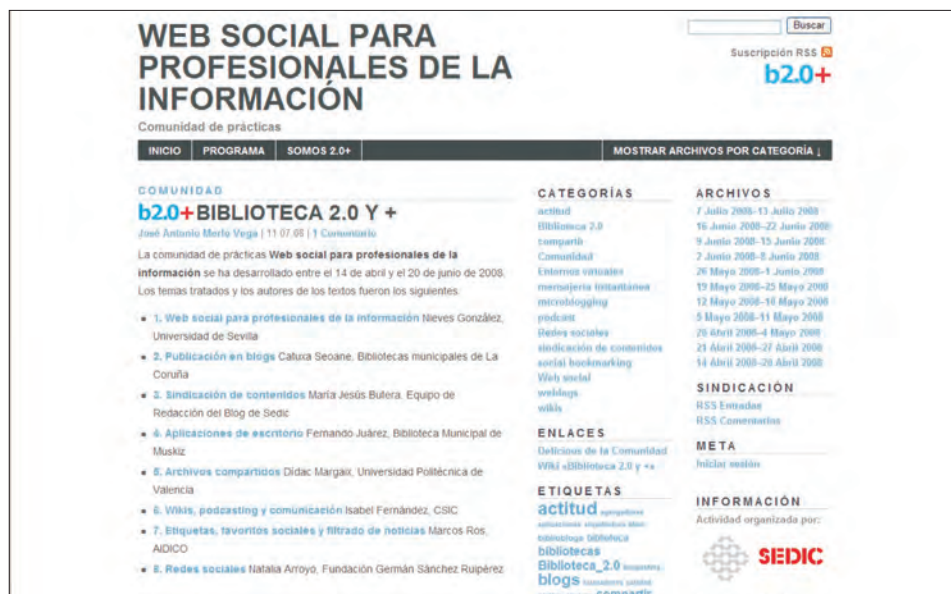 WEB SOCIAL PARA
PROFESIONALES DE LA
INFORMACIÓN
Comunidad de prácticas
Buscar
Suscripción RSS
b2.0+
INICIO PROGRAMA SOMOS 2.0+ MOSTRAR ARCHIVOS POR CATEGORÍA ↓
COMUNIDAD
b2.0+BIBLIOTECA 2.0 Y +
José Antonio Merlo Vega | 11.07.08 | 1 Comentario
La comunidad de prácticas Web social para profesionales de la
información se ha desarrollado entre el 14 de abril y el 20 de junio de 2008.
Los temas tratados y los autores de los textos fueron los siguientes:
1. Web social para profesionales de la información Nieves González,
Universidad de Sevilla
2. Publicación en blogs Catuxa Seoane, Bibliotecas municipales de La
Coruña
3. Sindicación de contenidos María Jesús Butera, Equipo de
Redacción del Blog de Sedic
4. Aplicaciones de escritorio Fernando Juárez, Biblioteca Municipal de
Muskiz
5. Archivos compartidos Dídac Margaix, Universidad Politécnica de
Valencia
6. Wikis, podcasting y comunicación Isabel Fernández, CSIC
7. Etiquetas, favoritos sociales y filtrado de noticias Marcos Ros,
AIDICO
8. Redes sociales Natalia Arroyo, Fundación Germán Sánchez Ruipérez
CATEGORÍAS
actitud
Biblioteca 2.0
compartir
Comunidad
Entornos virtuales
mensajería instantánea
microblogging
podcast
Redes sociales
sindicación de contenidos
social bookmarking
Web social
weblogs
wikis
ENLACES
Delicious de la Comunidad
Wiki «Biblioteca 2.0 y +»
ETIQUETAS
actitud
biblioteca
bibliotecas
Biblioteca_2.0
blogs
compartir
ARCHIVOS
7 Julio 2008–13 Julio 2008
16 Junio 2008–22 Junio 2008
9 Junio 2008–15 Junio 2008
2 Junio 2008–8 Junio 2008
26 Mayo 2008–1 Junio 2008
19 Mayo 2008–25 Mayo 2008
12 Mayo 2008–18 Mayo 2008
5 Mayo 2008–11 Mayo 2008
28 Abril 2008–4 Mayo 2008
21 Abril 2008–27 Abril 2008
14 Abril 2008–20 Abril 2008
SINDICACIÓN
RSS Entradas
RSS Comentarios
META
Iniciar sesión
INFORMACIÓN
Actividad organizada por:
SEDIC